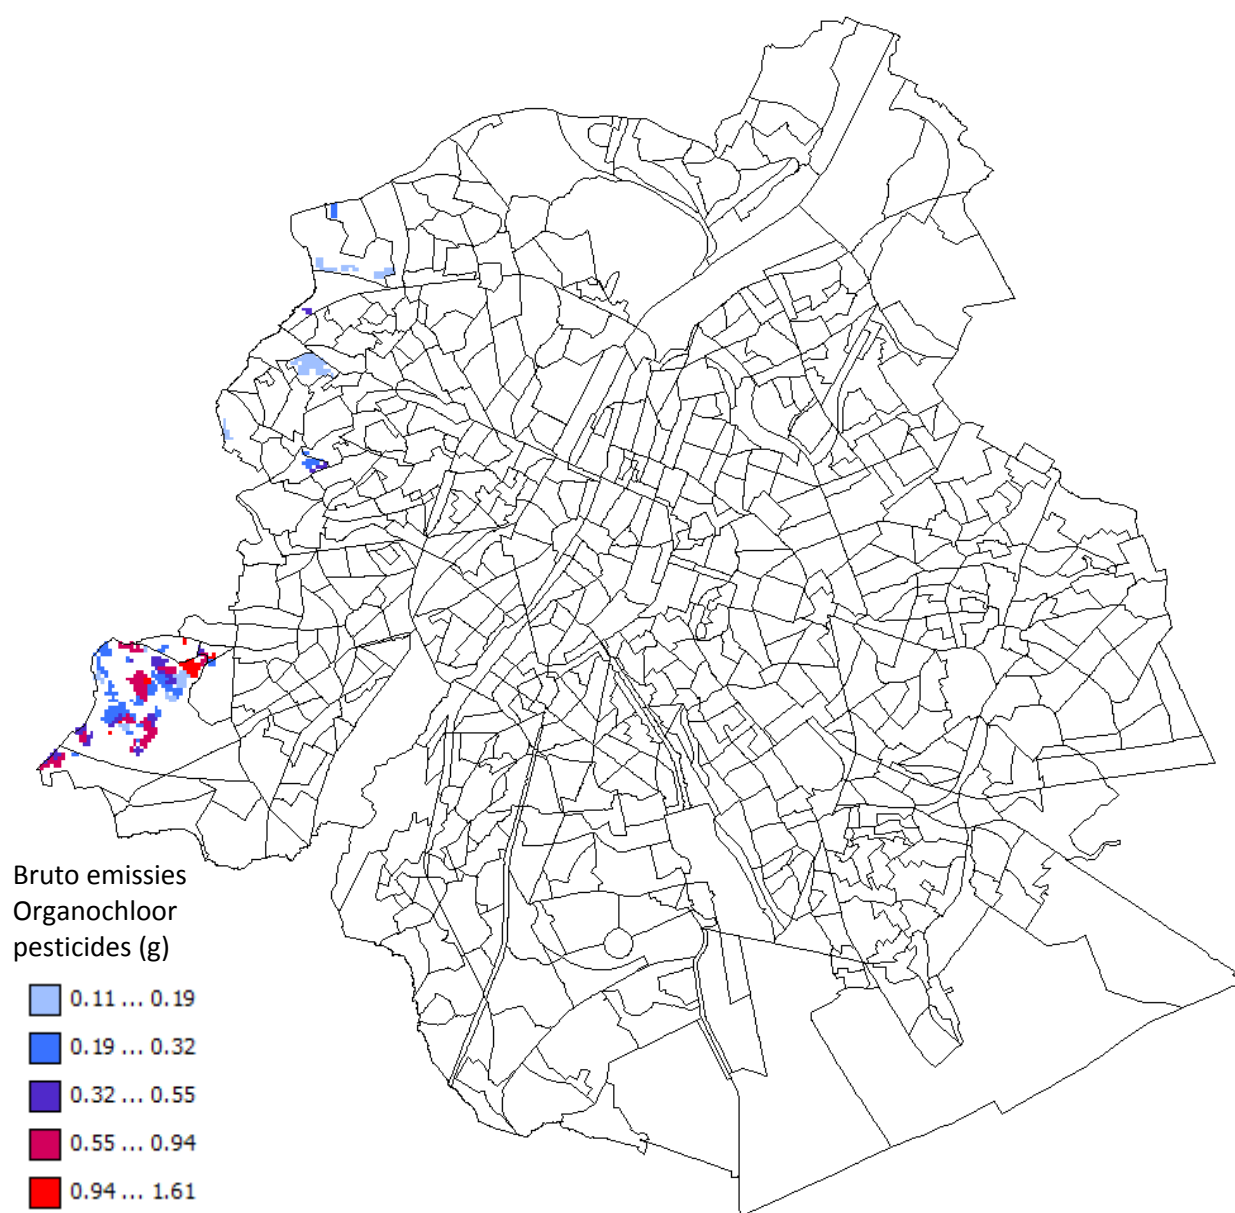 Bruto emissies
Organochloor
pesticides (g)
0.11 ... 0.19
0.19 ... 0.32
0.32 ... 0.55
0.55 ... 0.94
0.94 ... 1.61